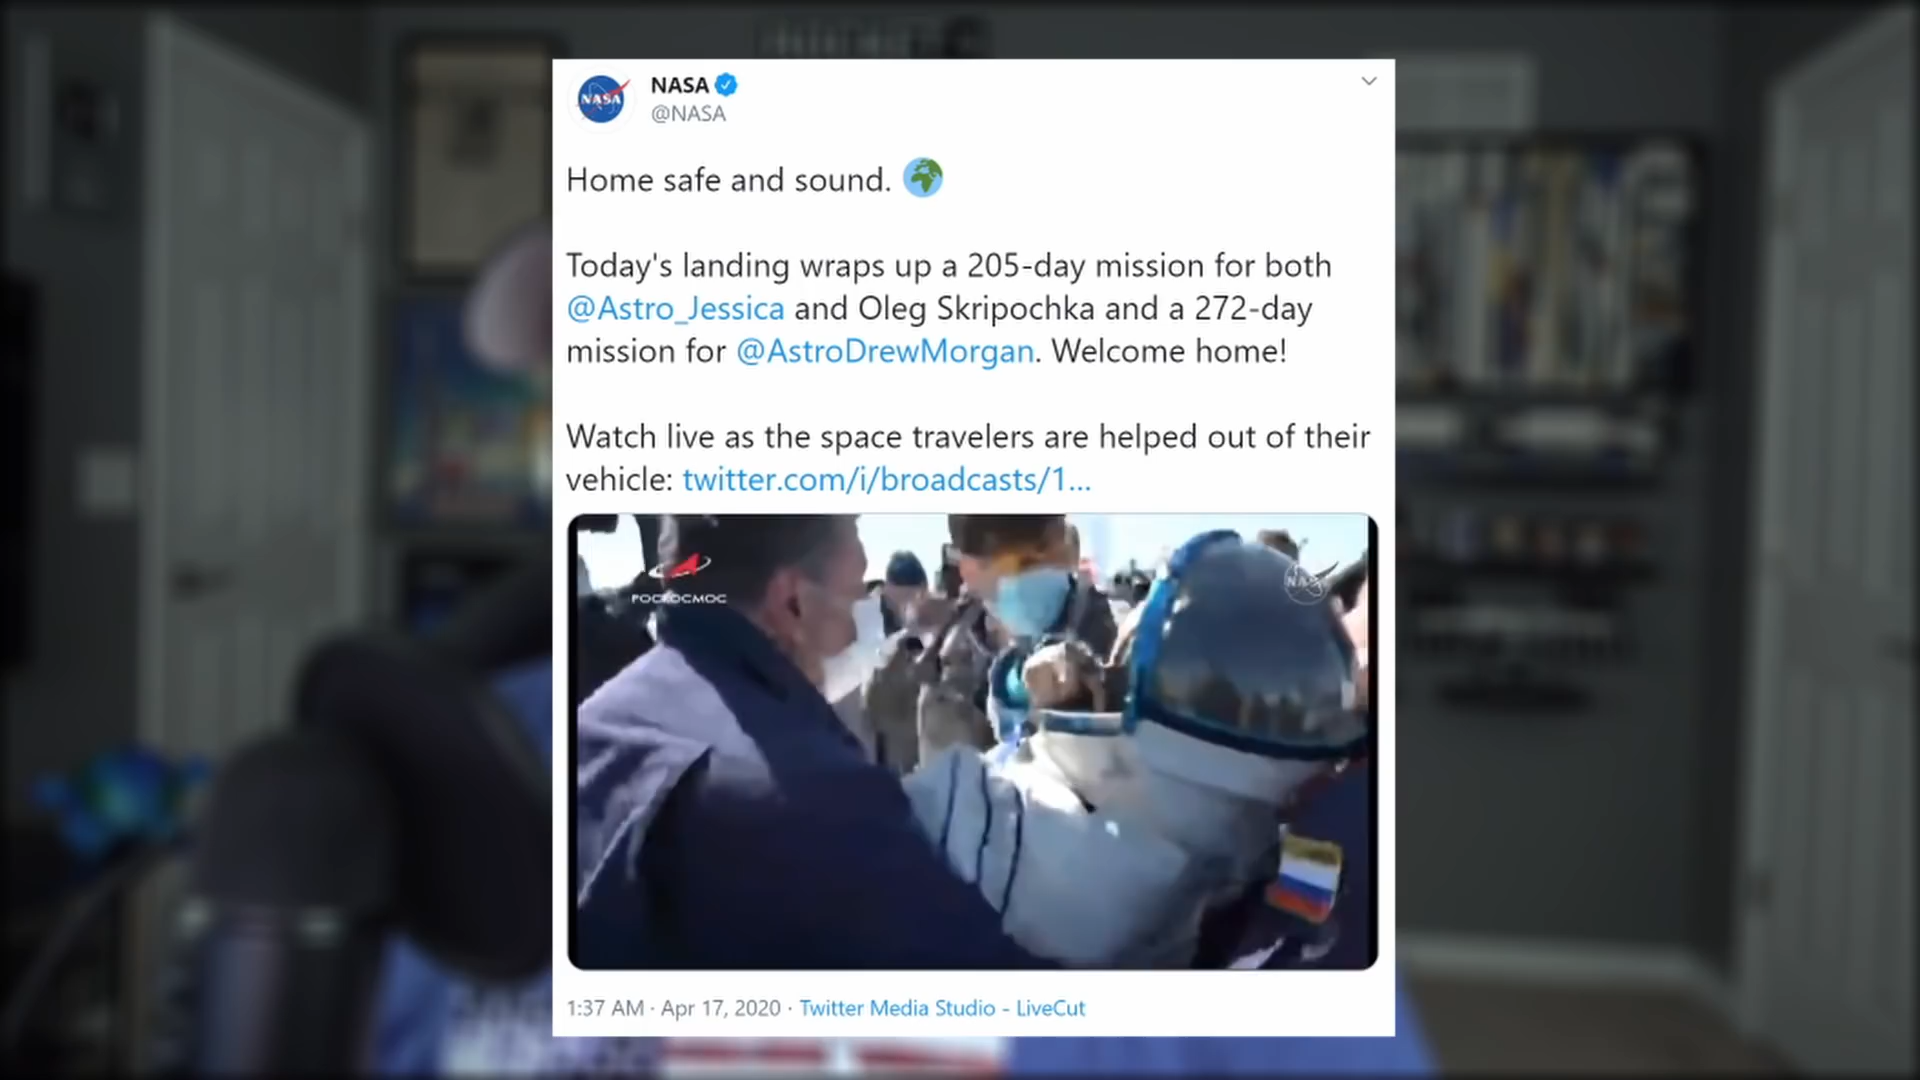 NASA
NASA
@NASA
Home safe and sound.
Today's landing wraps up a 205-day mission for both
@Astro_Jessica and Oleg Skripochka and a 272-day
mission for @AstroDrewMorgan. Welcome home!
Watch live as the space travelers are helped out of their
vehicle: twitter.com/i/broadcasts/1...
РОСКОСМОС
NASA
1:37 AM · Apr 17, 2020 · Twitter Media Studio - LiveCut